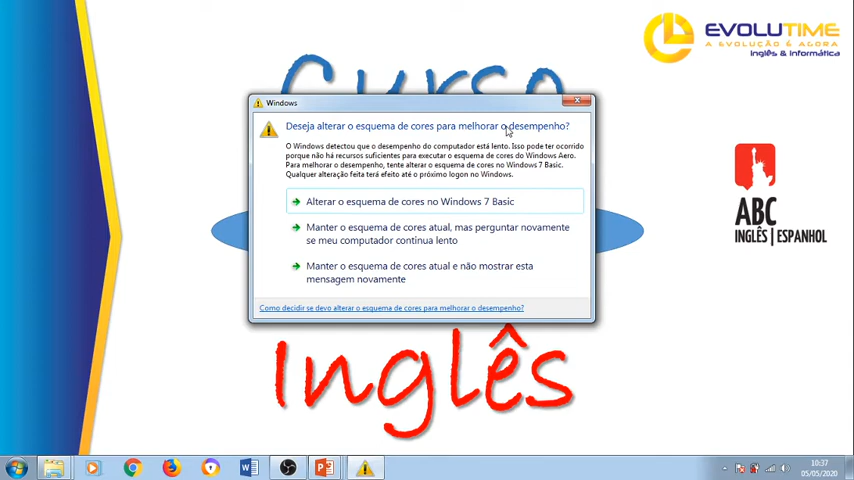 EVOLUTIME
A EVOLUÇÃO É AGORA
Inglês & Informática
Curso
Windows
Deseja alterar o esquema de cores para melhorar o desempenho?
O Windows detectou que o desempenho do computador está lento. Isso pode ter ocorrido
porque não há recursos suficientes para executar o esquema de cores do Windows Aero.
Para melhorar o desempenho, tente alterar o esquema de cores no Windows 7 Basic.
Qualquer alteração feita terá efeito até o próximo logon no Windows.
Alterar o esquema de cores no Windows 7 Basic
Manter o esquema de cores atual, mas perguntar novamente
se meu computador continua lento
Manter o esquema de cores atual e não mostrar esta
mensagem novamente
Como decidir se devo alterar o esquema de cores para melhorar o desempenho?
ABC
INGLÊS | ESPANHOL
Inglês
10:37
05/05/2020